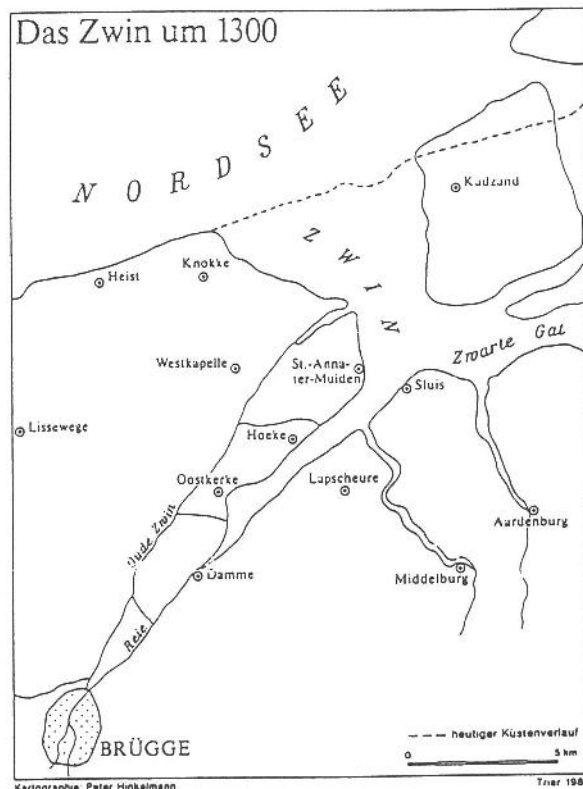 Das Zwin um 1300
NORDSEE
Kadzand
ZWIN
Knokke
Heist
Zwarte Gat
Westkapelle
St.-Anna-
ter-Muiden
Sluis
Lissewege
Hoeke
Oostkerke
Lapscheure
Aardenburg
Oude Zwin
Damme
Middelburg
Reie
BRÜGGE
heutiger Küstenverlauf
0
5 km
Kartographie: Peter Hinkelmann
Trier